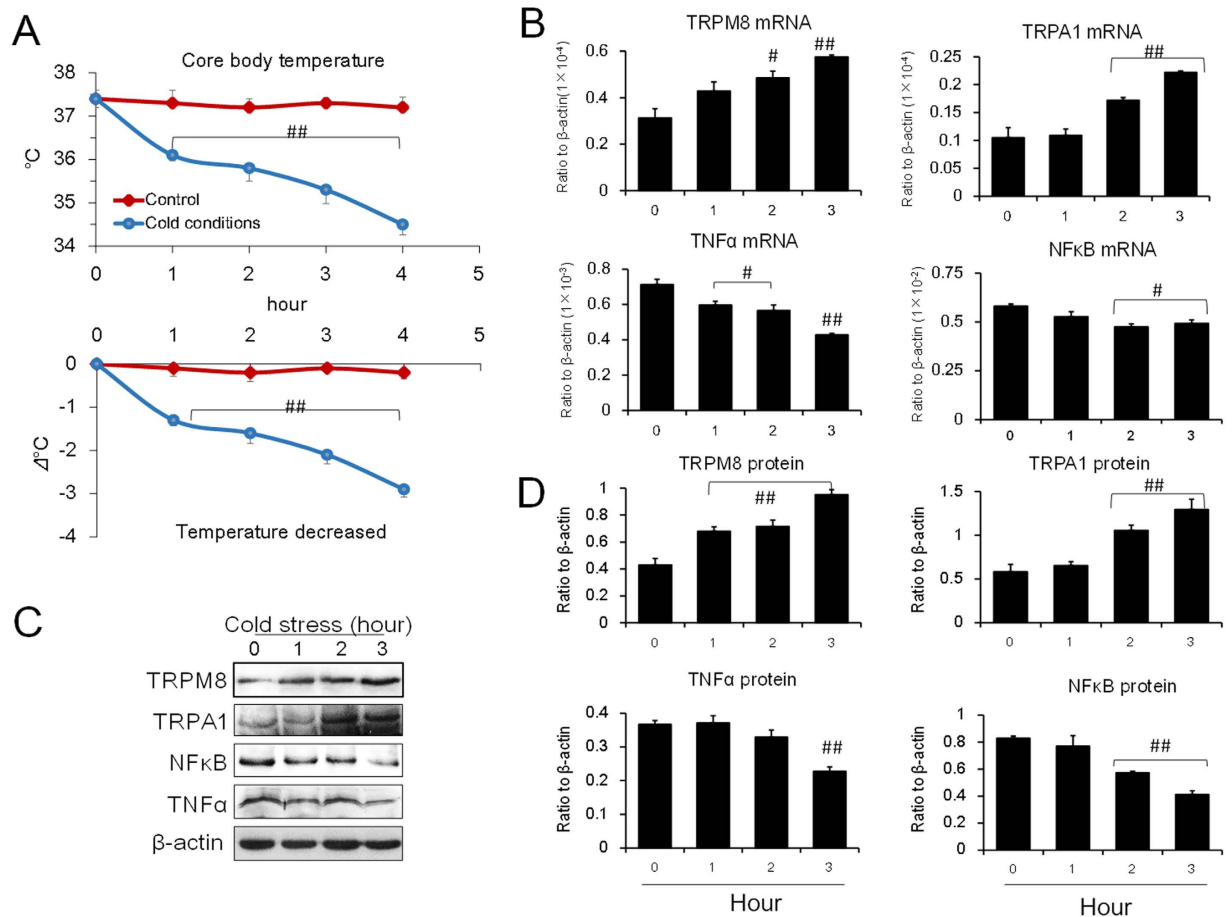 A
Core body temperature
38
37
36
35
34
°C
##
Control
Cold conditions
0 1 2 3 4 5
hour
0 1 2 3 4 5
0
-1
-2
-3
-4
Δ°C
##
Temperature decreased
B
TRPM8 mRNA
Ratio to β-actin(1×10⁻⁴)
0.6
0.4
0.2
0
# ##
0 1 2 3
TRPA1 mRNA
Ratio to β-actin (1×10⁻⁴)
0.25
0.2
0.15
0.1
0.05
0
##
0 1 2 3
TNFα mRNA
Ratio to β-actin (1×10⁻³)
0.8
0.6
0.4
0.2
0
# ##
0 1 2 3
NFκB mRNA
Ratio to β-actin (1×10⁻²)
0.75
0.5
0.25
0
#
0 1 2 3
C
Cold stress (hour)
0 1 2 3
TRPM8
TRPA1
NFκB
TNFα
β-actin
D
TRPM8 protein
Ratio to β-actin
1
0.8
0.6
0.4
0.2
0
##
0 1 2 3
TRPA1 protein
Ratio to β-actin
1.5
1
0.5
0
##
0 1 2 3
TNFα protein
Ratio to β-actin
0.4
0.3
0.2
0.1
0
##
0 1 2 3
Hour
NFκB protein
Ratio to β-actin
1
0.8
0.6
0.4
0.2
0
##
0 1 2 3
Hour